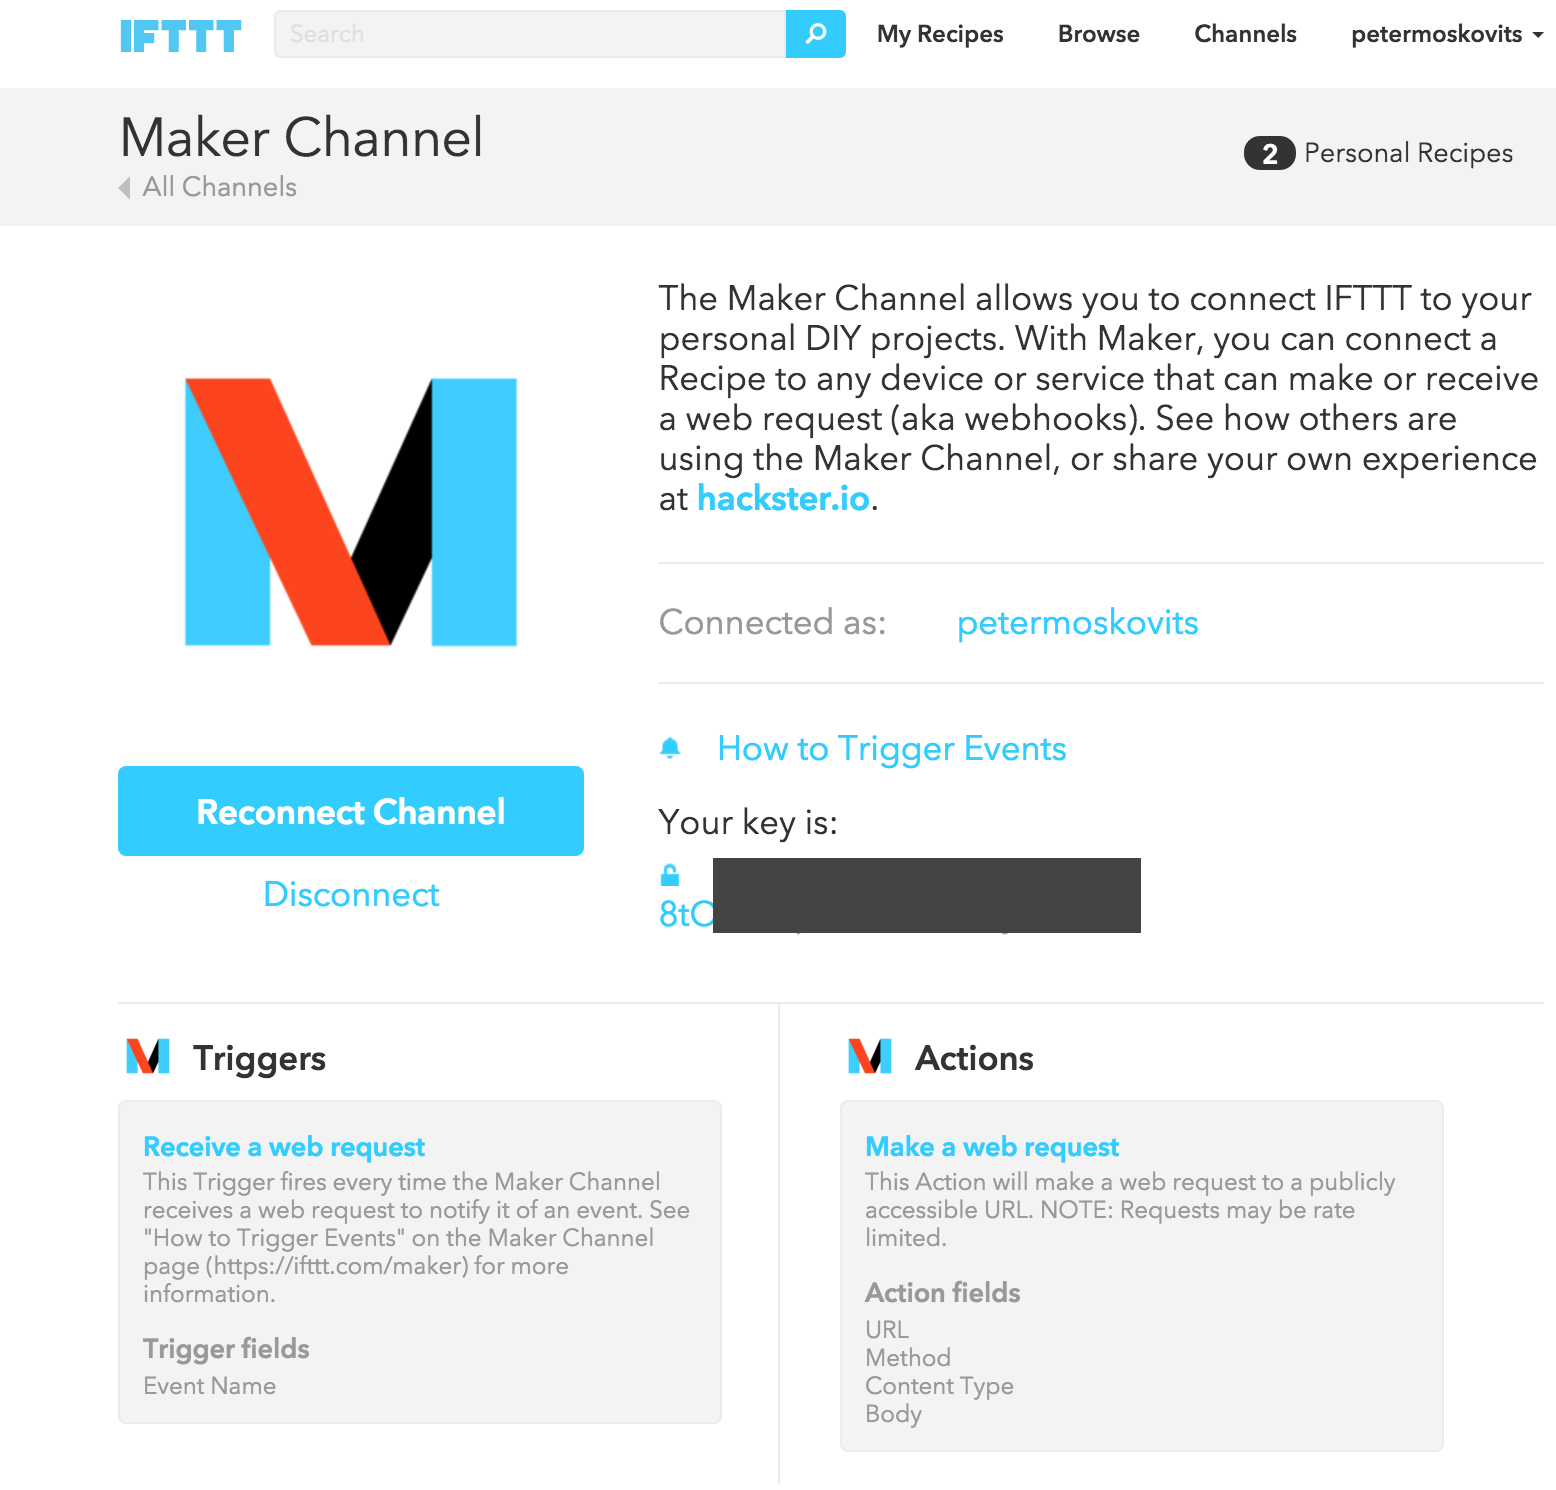 IFTTT Search My Recipes Browse Channels petermoskovits
Maker Channel
All Channels
2 Personal Recipes
The Maker Channel allows you to connect IFTTT to your
personal DIY projects. With Maker, you can connect a
Recipe to any device or service that can make or receive
a web request (aka webhooks). See how others are
using the Maker Channel, or share your own experience
at hackster.io.
Connected as: petermoskovits
How to Trigger Events
Reconnect Channel
Disconnect
Your key is:
Triggers
Receive a web request
This Trigger fires every time the Maker Channel
receives a web request to notify it of an event. See
"How to Trigger Events" on the Maker Channel
page (https://ifttt.com/maker) for more
information.
Trigger fields
Event Name
Actions
Make a web request
This Action will make a web request to a publicly
accessible URL. NOTE: Requests may be rate
limited.
Action fields
URL
Method
Content Type
Body